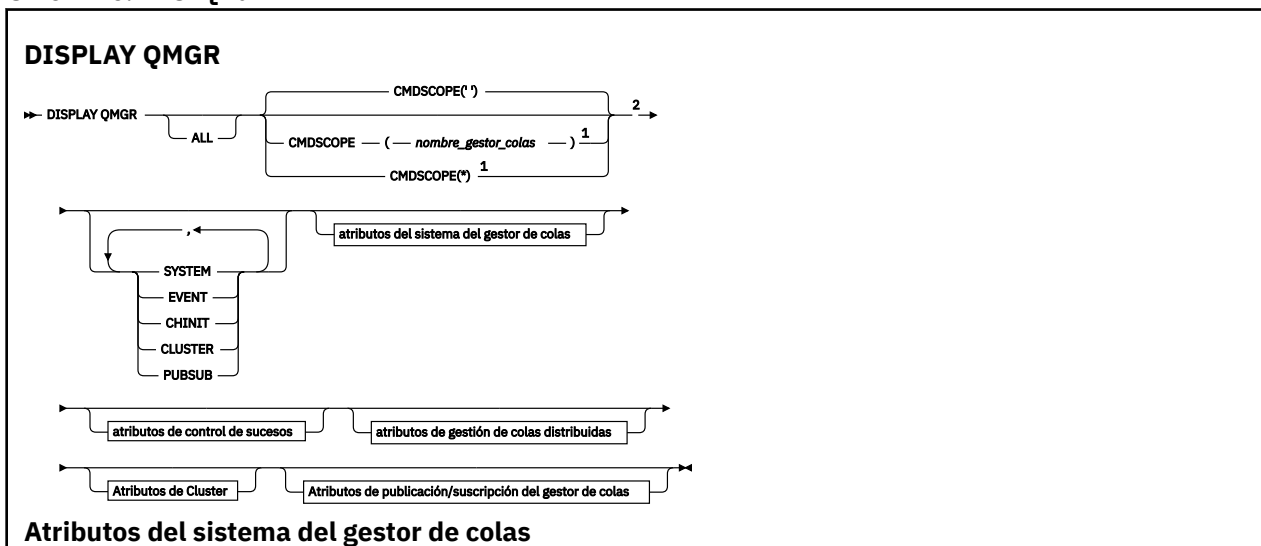 DISPLAY QMGR
CMDSCOPE(' ')
DISPLAY QMGR
2
ALL
CMDSCOPE ( nombre_gestor_colas ) 1
CMDSCOPE(*) 1
,
atributos del sistema del gestor de colas
SYSTEM
EVENT
CHINIT
CLUSTER
PUBSUB
atributos de control de sucesos
atributos de gestión de colas distribuidas
Atributos de Cluster
Atributos de publicación/suscripción del gestor de colas
Atributos del sistema del gestor de colas